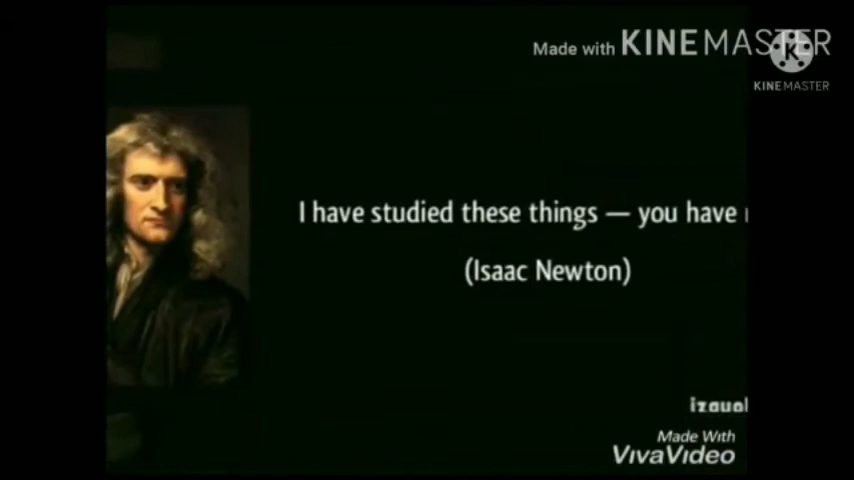 Made with KINEMASTER
K
KINEMASTER
I have studied these things — you have
(Isaac Newton)
Made With
VivaVideo